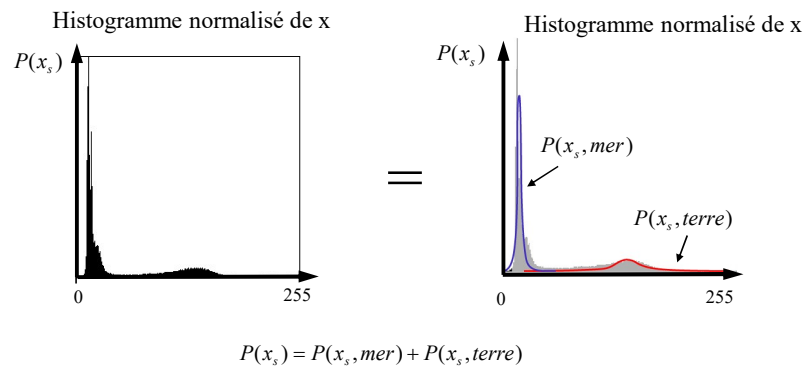 Histogramme normalisé de x
Histogramme normalisé de x
P(x_s)
P(x_s)
=
P(x_s, mer)
P(x_s, terre)
0
255
0
255
P(x_s) = P(x_s, mer) + P(x_s, terre)